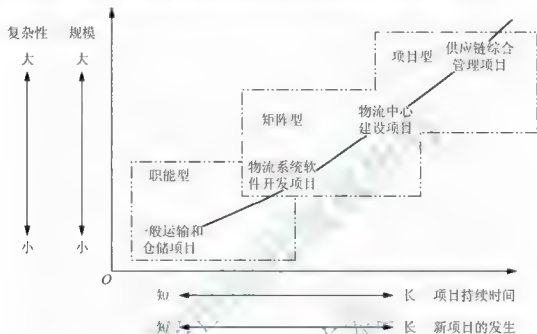 复杂性 规模
大 大
小 小
项目型
供应链综合
管理项目
矩阵型
物流中心
建设项目
职能型
物流系统软
件开发项目
一般运输和
仓储项目
O
短 长 项目持续时间
短 长 新项目的发生